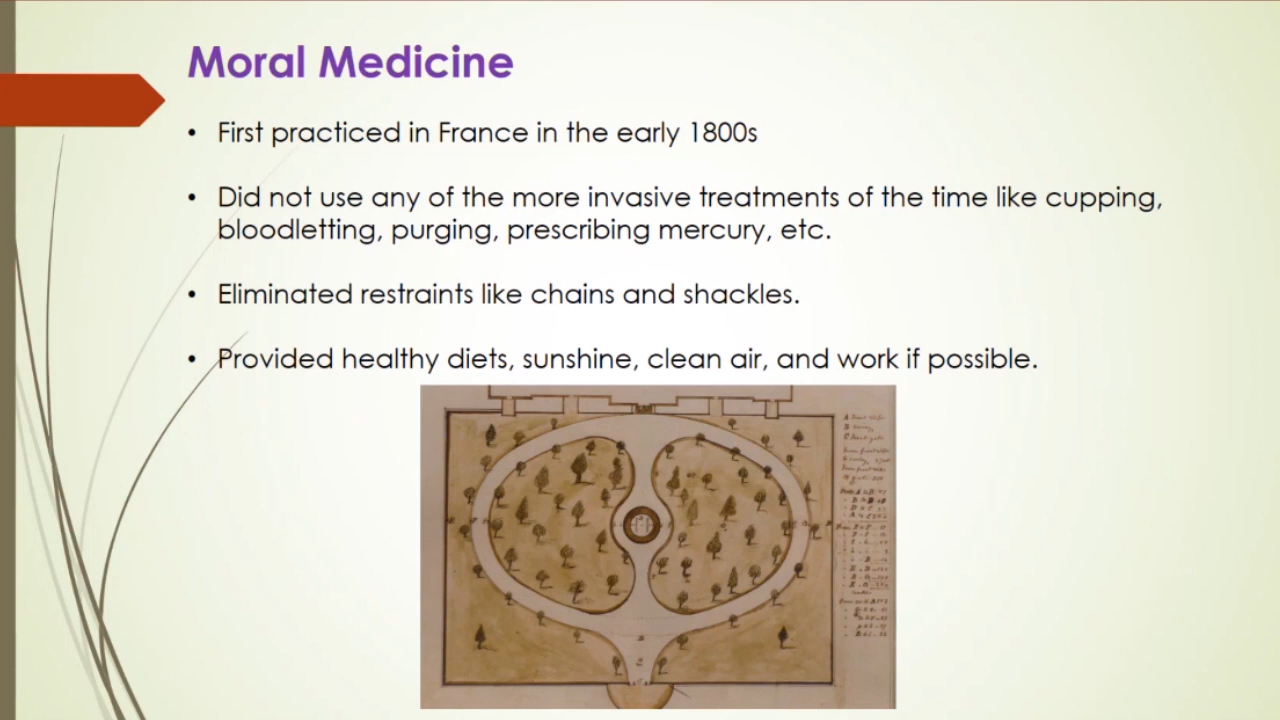 Moral Medicine
• First practiced in France in the early 1800s
• Did not use any of the more invasive treatments of the time like cupping,
bloodletting, purging, prescribing mercury, etc.
• Eliminated restraints like chains and shackles.
• Provided healthy diets, sunshine, clean air, and work if possible.